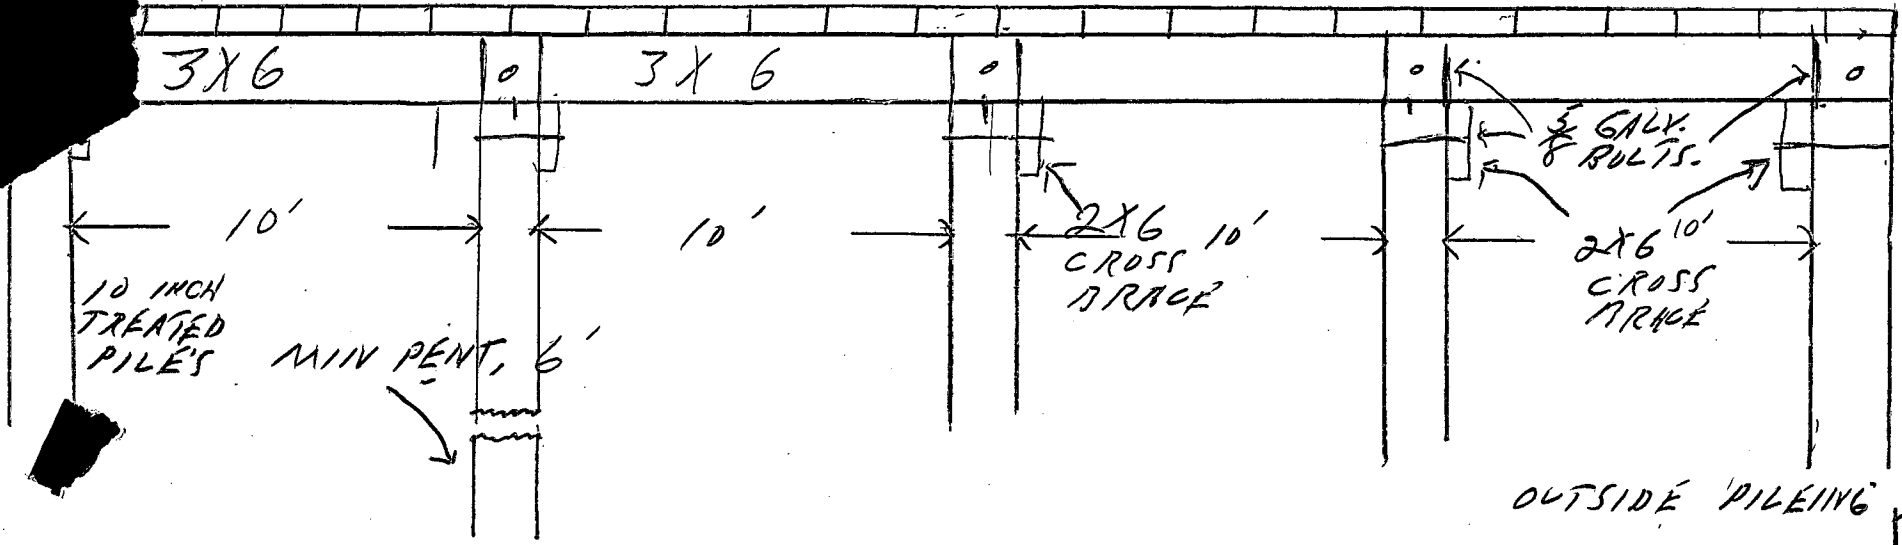 3X6
3X6
5/8 GALV.
BOLTS.
10'
10'
2X6
CROSS
BRACE
10'
2X6
CROSS
BRACE
10'
10 INCH
TREATED
PILE'S
MIN PENT, 6'
OUTSIDE PILEING